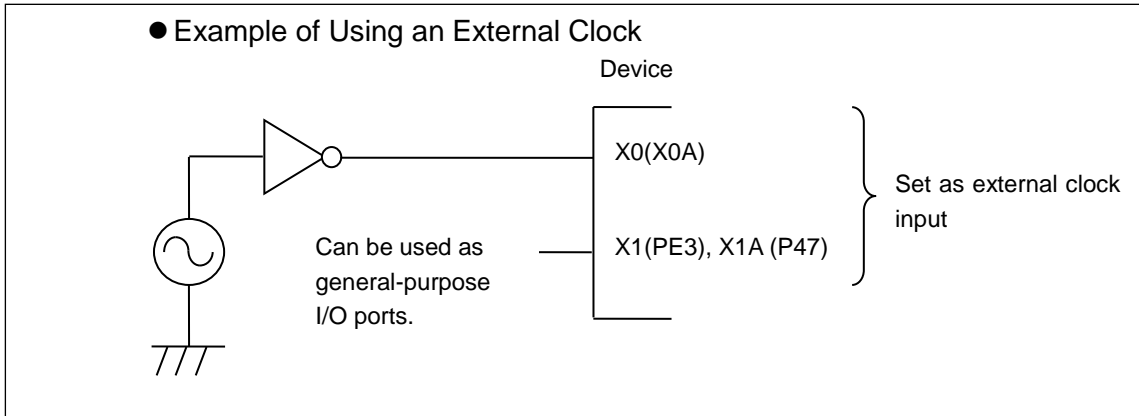 ● Example of Using an External Clock
Device
X0(X0A)
Set as external clock
input
Can be used as
general-purpose
I/O ports.
X1(PE3), X1A (P47)